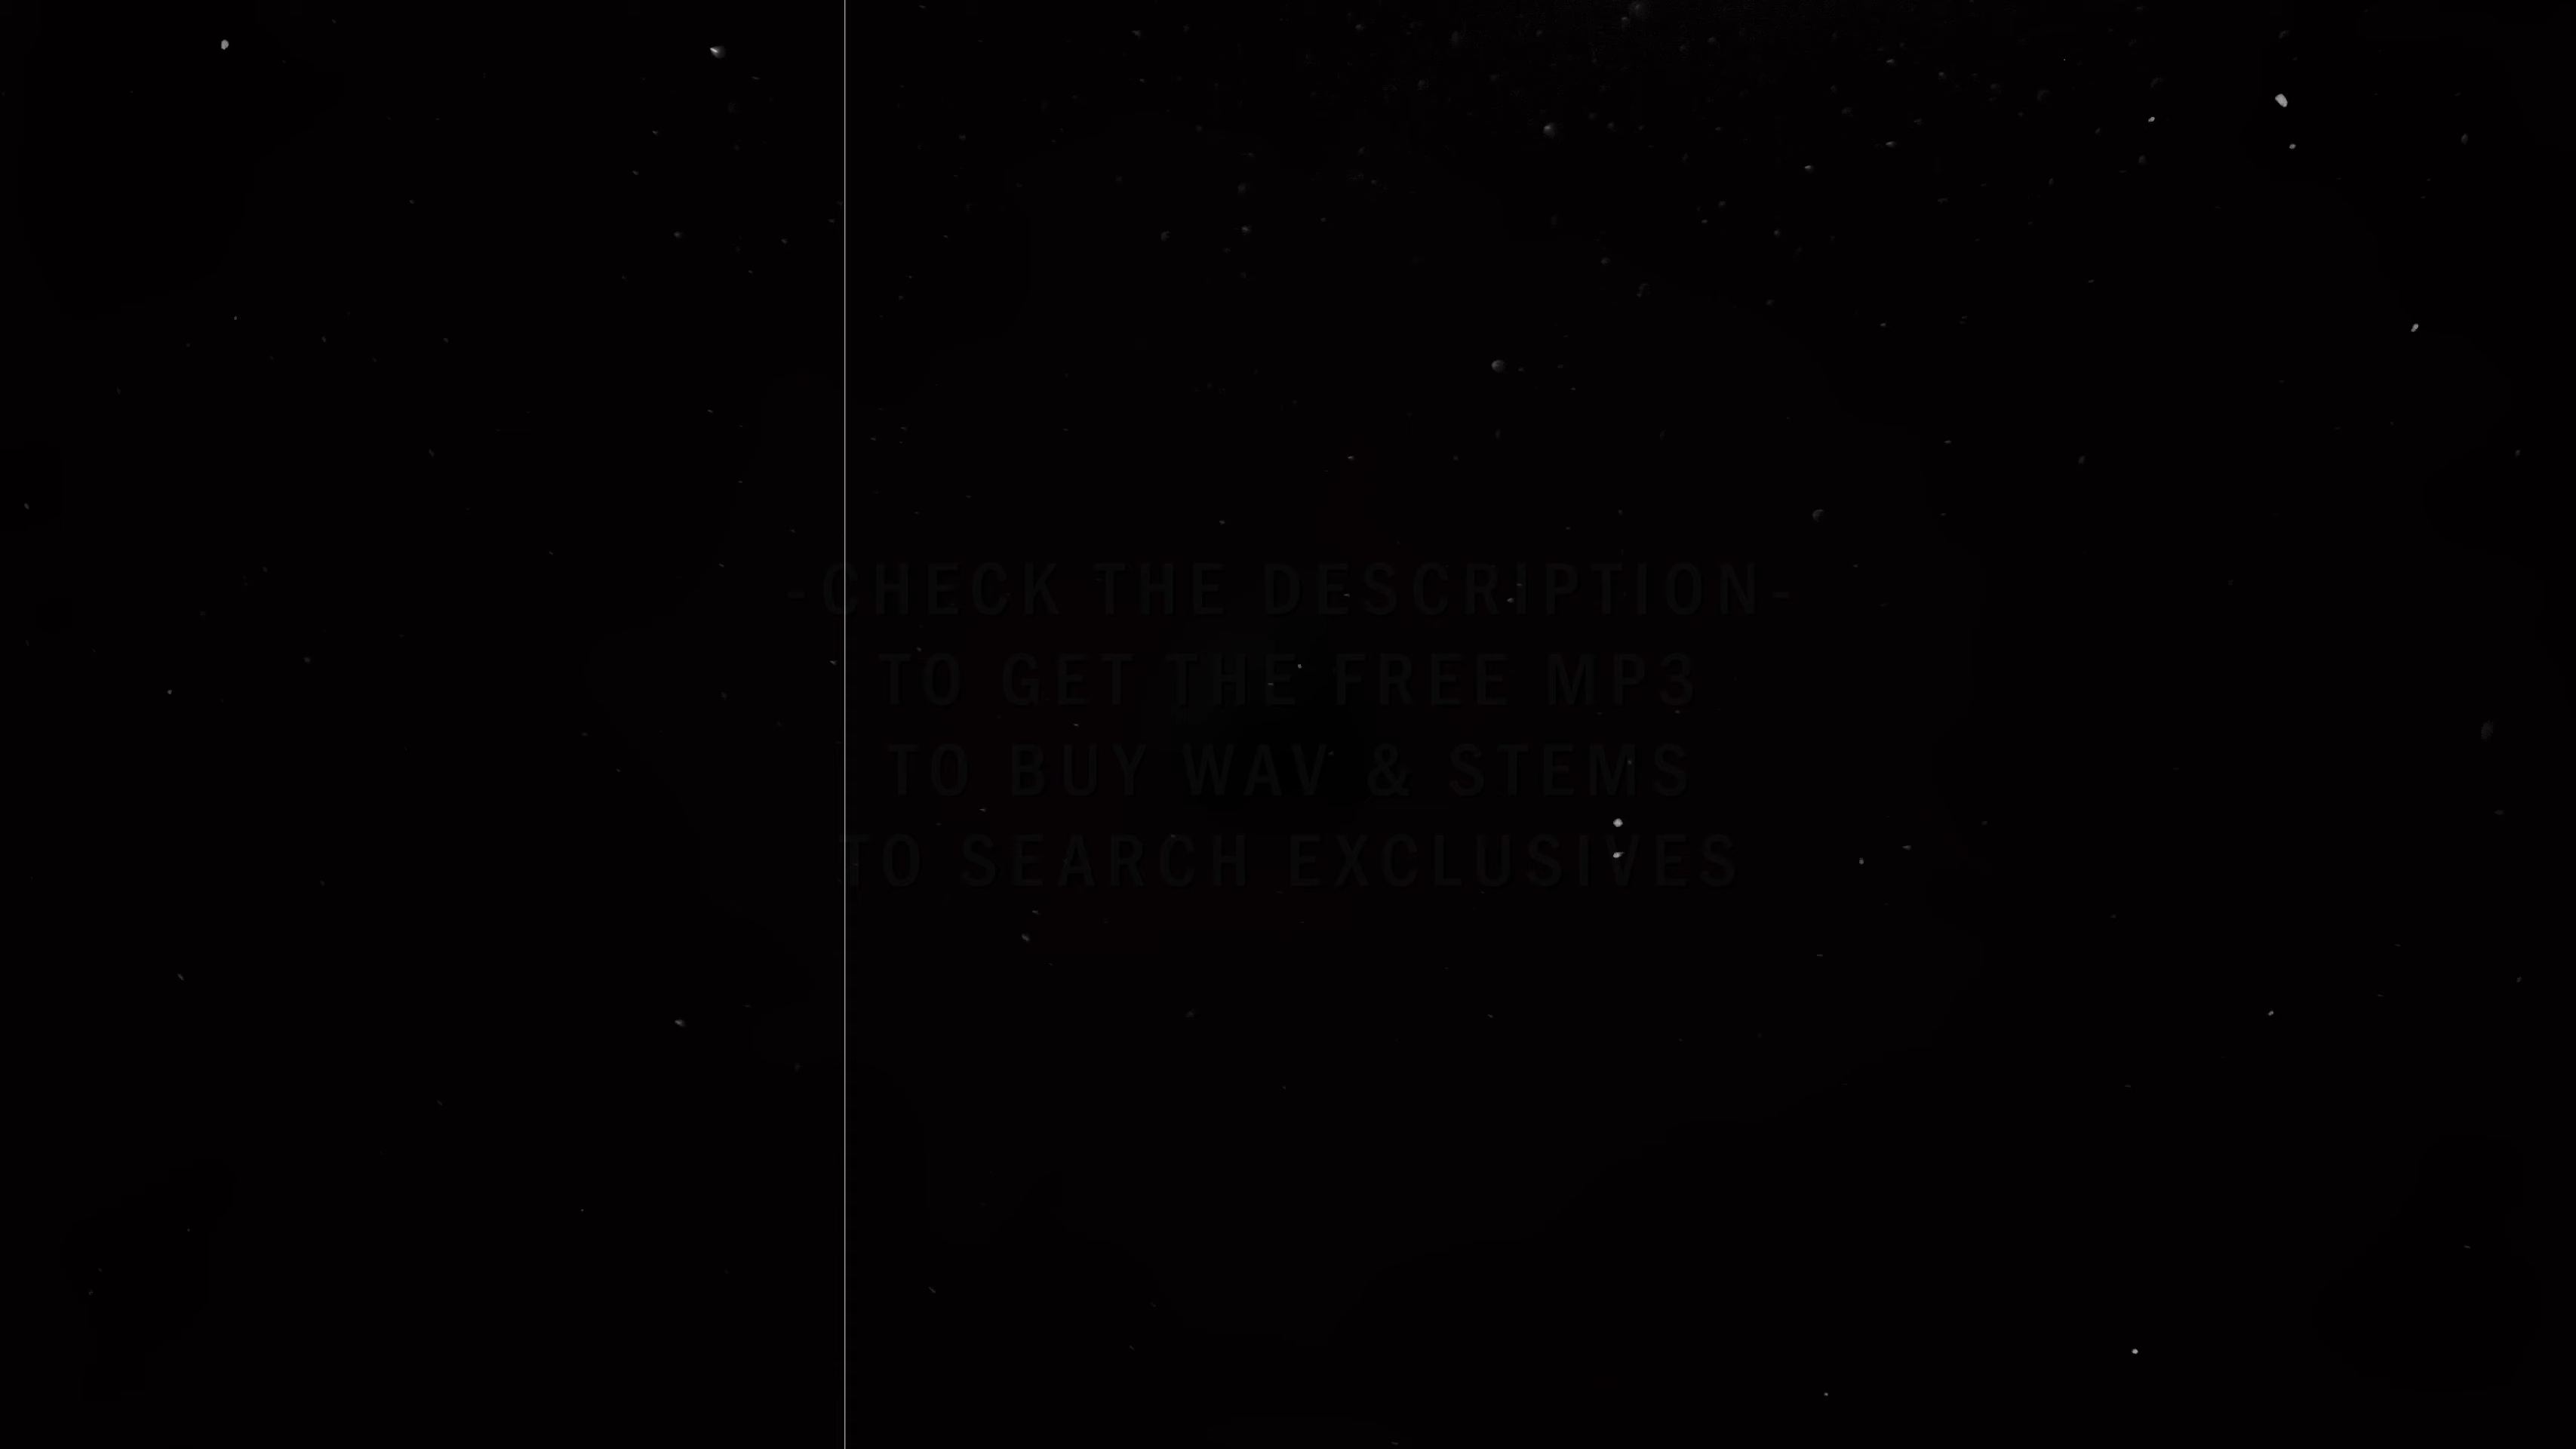 -CHECK THE DESCRIPTION-
TO GET THE FREE MP3
TO BUY WAV & STEMS
TO SEARCH EXCLUSIVES